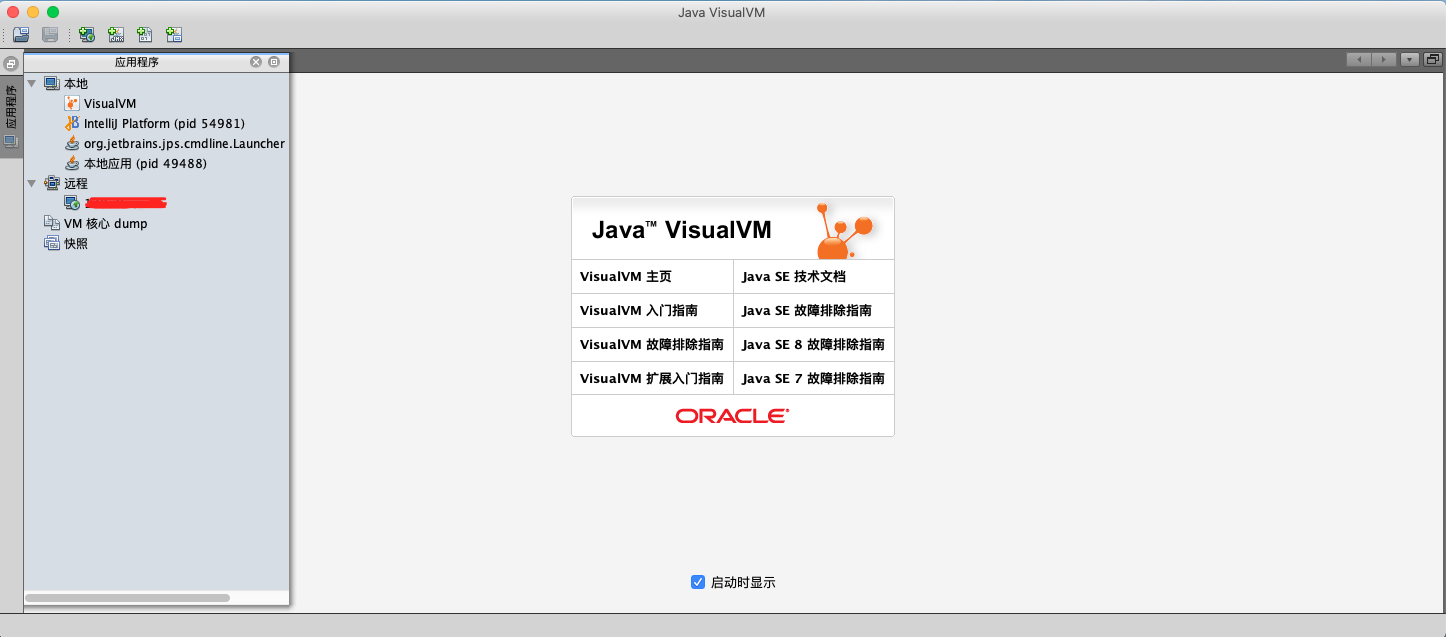 Java VisualVM
应用程序
应用程序
本地
VisualVM
IntelliJ Platform (pid 54981)
org.jetbrains.jps.cmdline.Launcher
本地应用 (pid 49488)
远程
VM 核心 dump
快照
Java™ VisualVM
VisualVM 主页
Java SE 技术文档
VisualVM 入门指南
Java SE 故障排除指南
VisualVM 故障排除指南
Java SE 8 故障排除指南
VisualVM 扩展入门指南
Java SE 7 故障排除指南
ORACLE
启动时显示